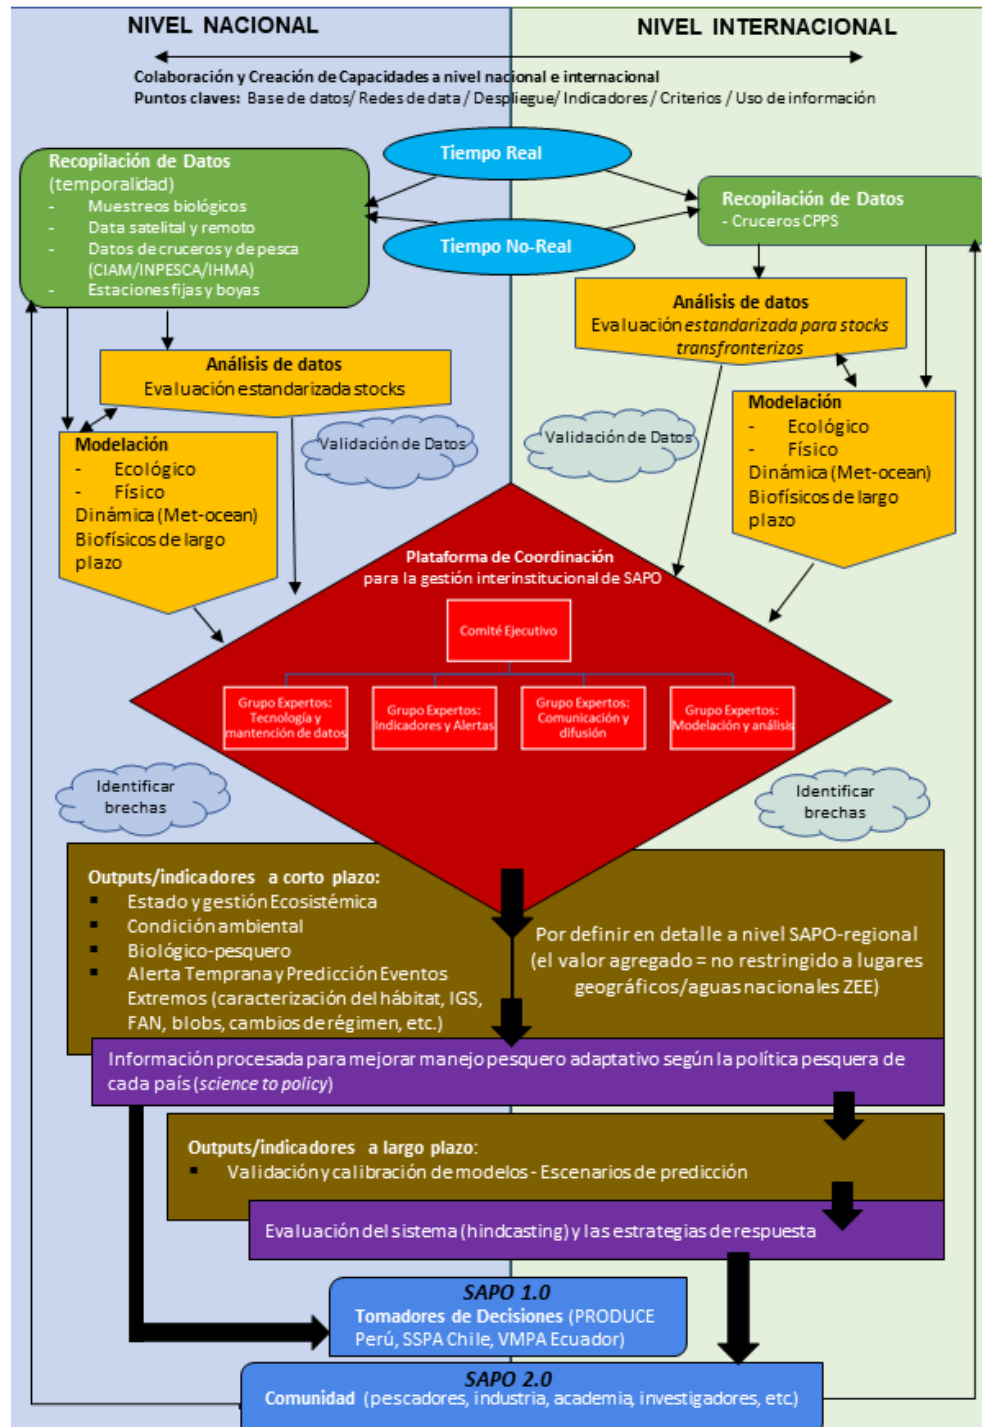 NIVEL NACIONAL
NIVEL INTERNACIONAL
Colaboración y Creación de Capacidades a nivel nacional e internacional
Puntos claves: Base de datos/ Redes de data / Despliegue/ Indicadores / Criterios / Uso de información
Tiempo Real
Tiempo No-Real
Recopilación de Datos
(temporalidad)
- Muestreos biológicos
- Data satelital y remoto
- Datos de cruceros y de pesca
(CIAM/INPESCA/IHMA)
- Estaciones fijas y boyas
Recopilación de Datos
- Cruceros CPPS
Análisis de datos
Evaluación estandarizada stocks
Análisis de datos
Evaluación estandarizada para stocks
transfronterizos
Validación de Datos
Validación de Datos
Modelación
- Ecológico
- Físico
Dinámica (Met-ocean)
Biofísicos de largo
plazo
Modelación
- Ecológico
- Físico
Dinámica (Met-ocean)
Biofísicos de largo
plazo
Plataforma de Coordinación
para la gestión interinstitucional de SAPO
Comité Ejecutivo
Grupo Expertos:
Tecnología y
mantención de datos
Grupo Expertos:
Indicadores y Alertas
Grupo Expertos:
Comunicación y
difusión
Grupo Expertos:
Modelación y análisis
Identificar
brechas
Identificar
brechas
Outputs/indicadores a corto plazo:
▪ Estado y gestión Ecosistémica
▪ Condición ambiental
▪ Biológico-pesquero
▪ Alerta Temprana y Predicción Eventos
Extremos (caracterización del hábitat, IGS,
FAN, blobs, cambios de régimen, etc.)
Por definir en detalle a nivel SAPO-regional
(el valor agregado = no restringido a lugares
geográficos/aguas nacionales ZEE)
Información procesada para mejorar manejo pesquero adaptativo según la política pesquera de
cada país (science to policy)
Outputs/indicadores a largo plazo:
▪ Validación y calibración de modelos - Escenarios de predicción
Evaluación del sistema (hindcasting) y las estrategias de respuesta
SAPO 1.0
Tomadores de Decisiones (PRODUCE
Perú, SSPA Chile, VMPA Ecuador)
SAPO 2.0
Comunidad (pescadores, industria, academia, investigadores, etc.)